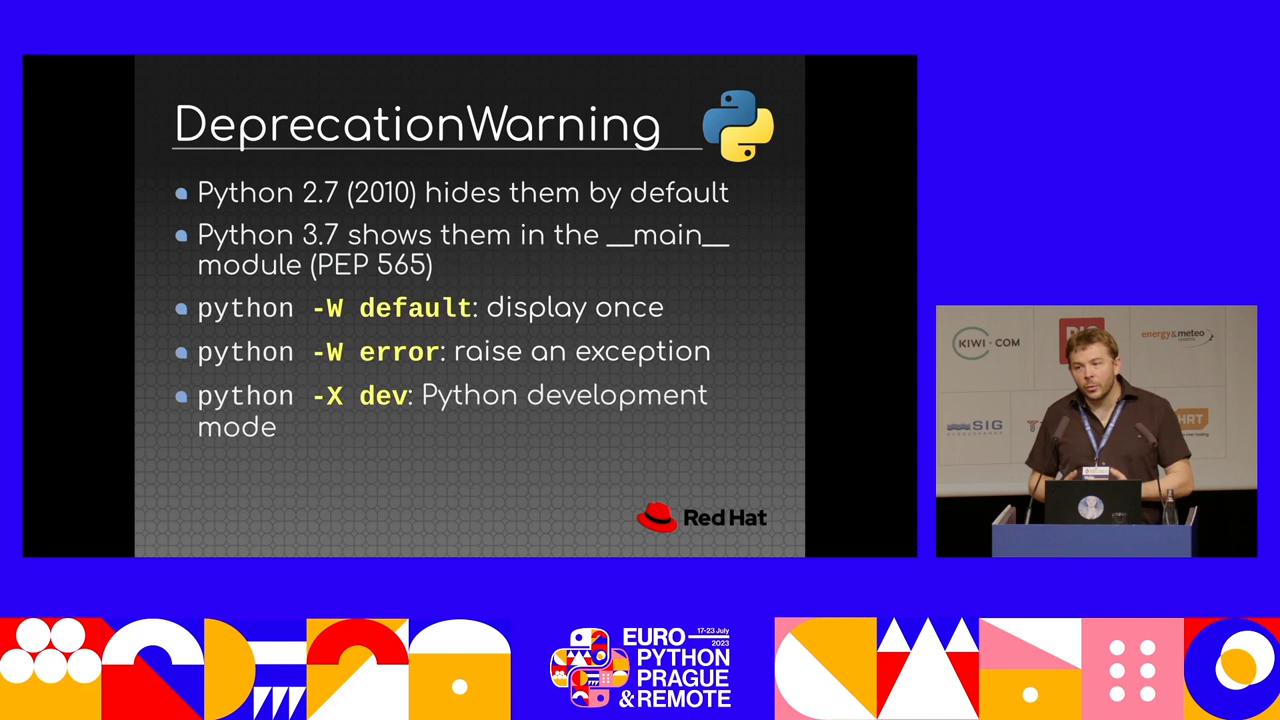 DeprecationWarning
Python 2.7 (2010) hides them by default
Python 3.7 shows them in the __main__
module (PEP 565)
python -W default: display once
python -W error: raise an exception
python -X dev: Python development
mode
Red Hat
KIWI·COM
energy & meteo
systems
SIG
HRT
17-23 July
2023
EURO
PYTHON
PRAGUE
& REMOTE